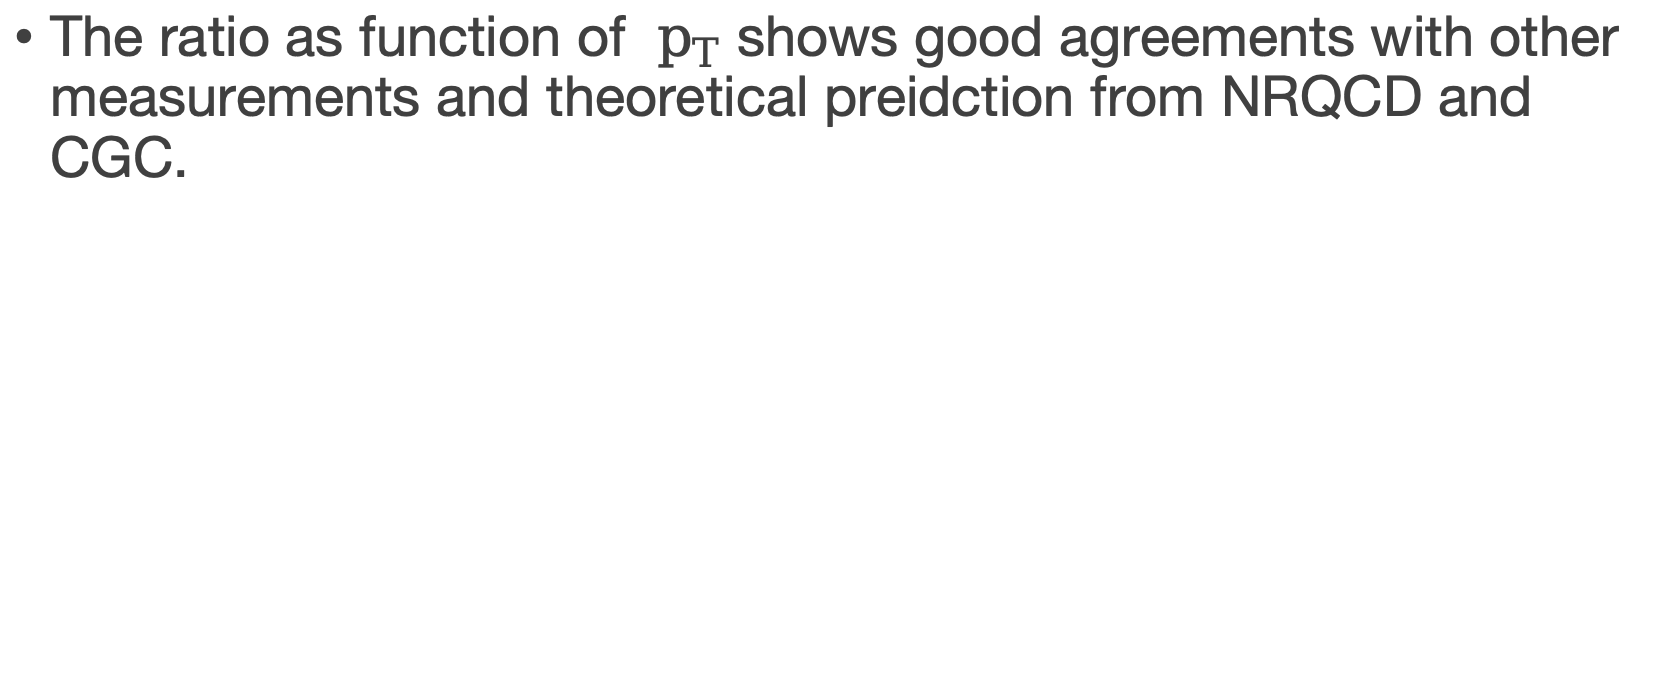 • The ratio as function of p_T shows good agreements with other
measurements and theoretical preidction from NRQCD and
CGC.